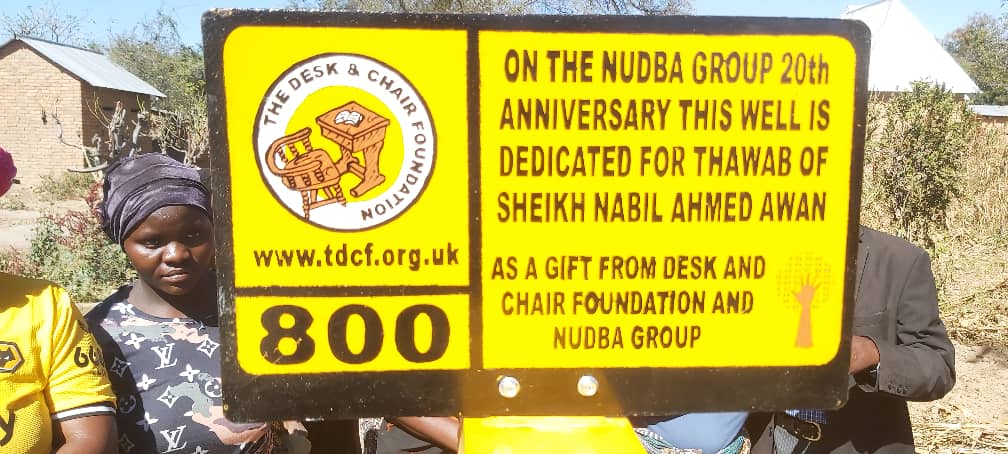 THE DESK & CHAIR FOUNDATION
www.tdcf.org.uk
800
ON THE NUDBA GROUP 20th
ANNIVERSARY THIS WELL IS
DEDICATED FOR THAWAB OF
SHEIKH NABIL AHMED AWAN
AS A GIFT FROM DESK AND
CHAIR FOUNDATION AND
NUDBA GROUP